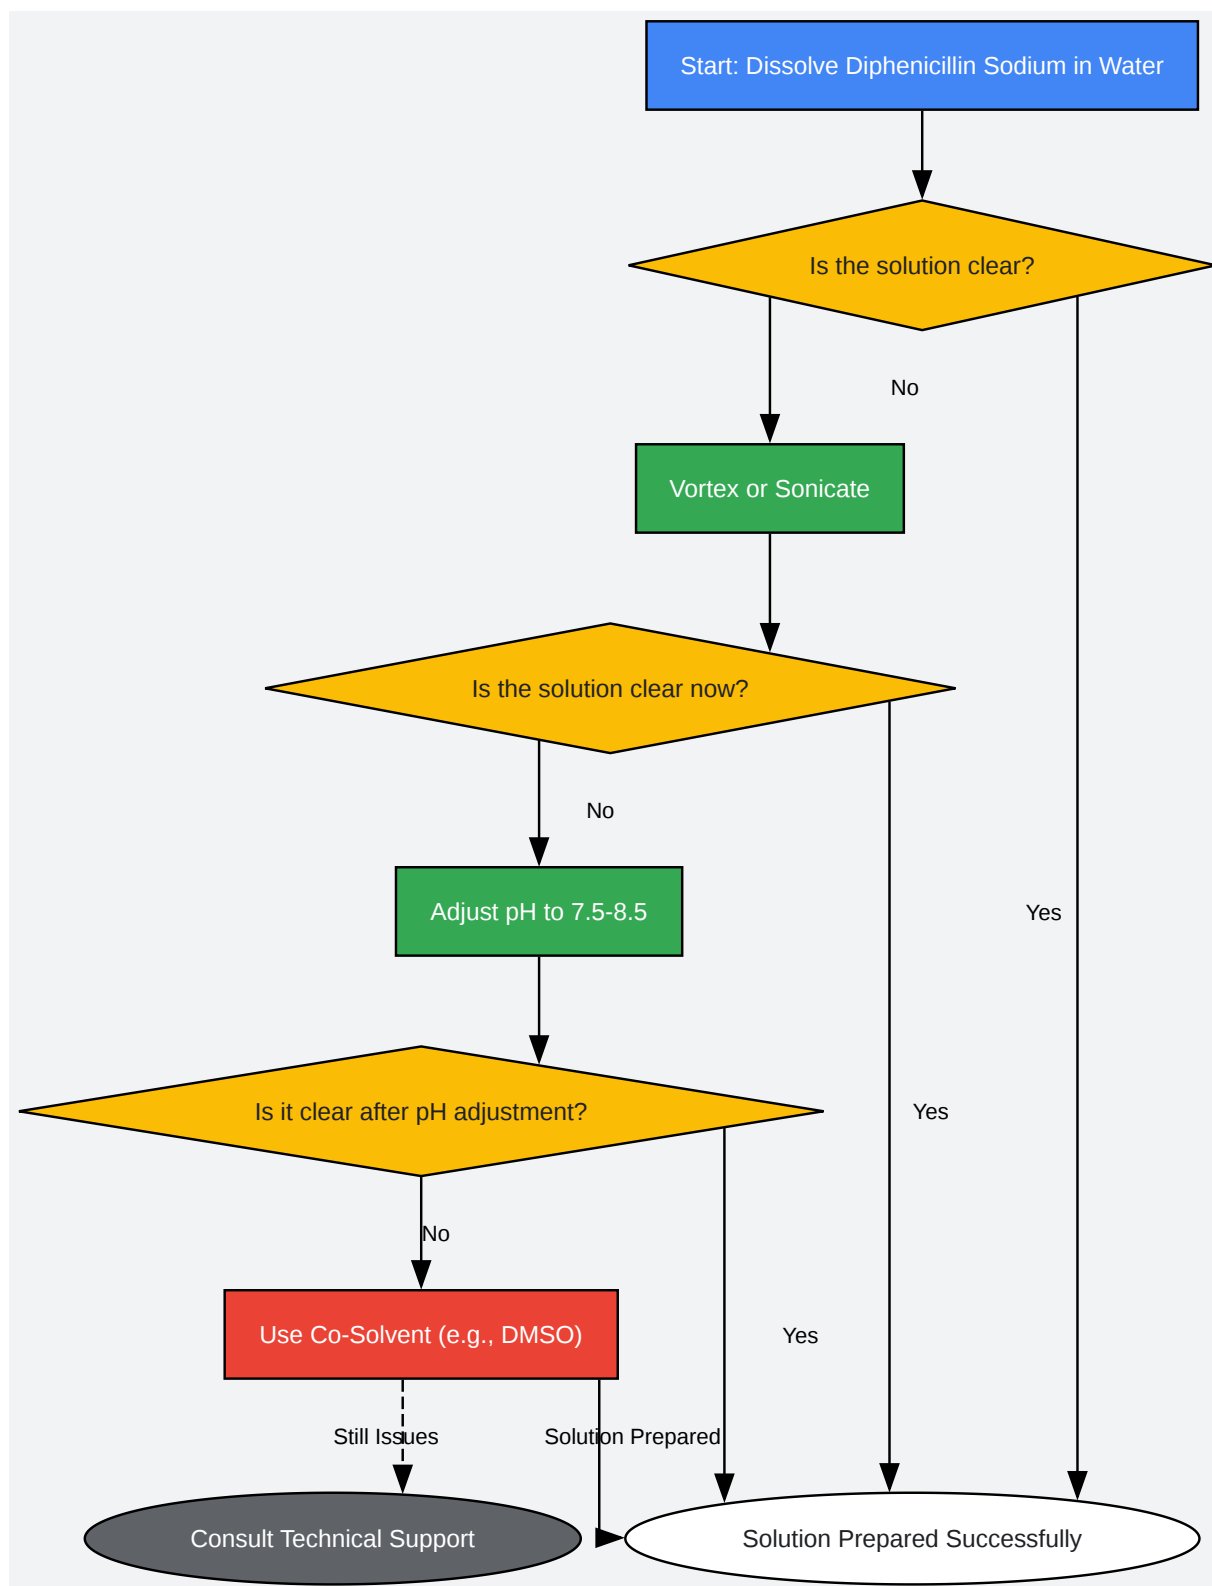 Start: Dissolve Diphenicillin Sodium in Water
Is the solution clear?
No
Vortex or Sonicate
Is the solution clear now?
No
Adjust pH to 7.5-8.5
Yes
Is it clear after pH adjustment?
Yes
No
Use Co-Solvent (e.g., DMSO)
Yes
Still Issues
Solution Prepared
Consult Technical Support
Solution Prepared Successfully